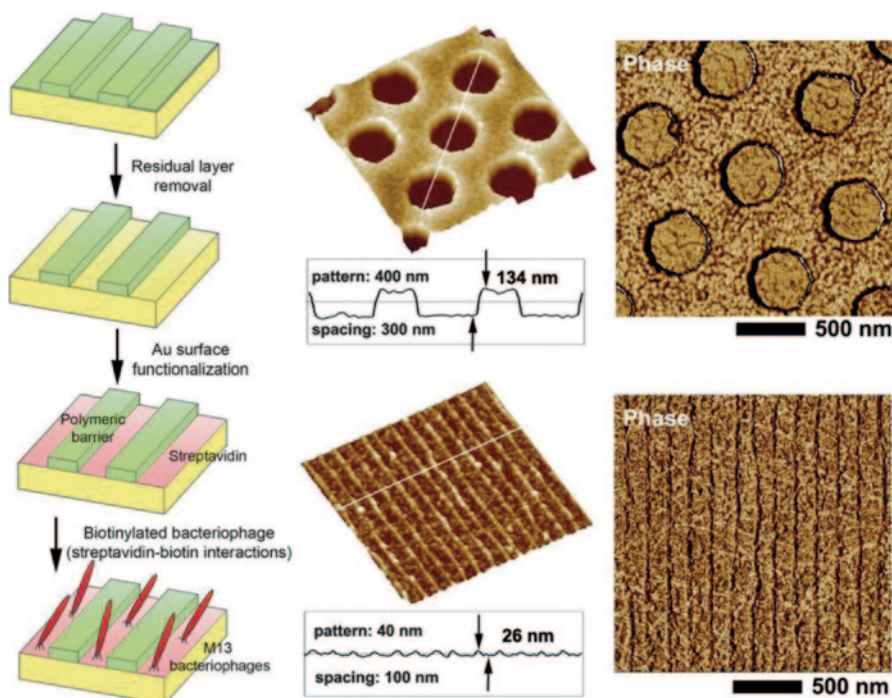 Residual layer
removal
Au surface
functionalization
Polymeric
barrier
Streptavidin
Biotinylated bacteriophage
(streptavidin-biotin interactions)
M13
bacteriophages
pattern: 400 nm
134 nm
spacing: 300 nm
pattern: 40 nm
26 nm
spacing: 100 nm
Phase
500 nm
Phase
500 nm